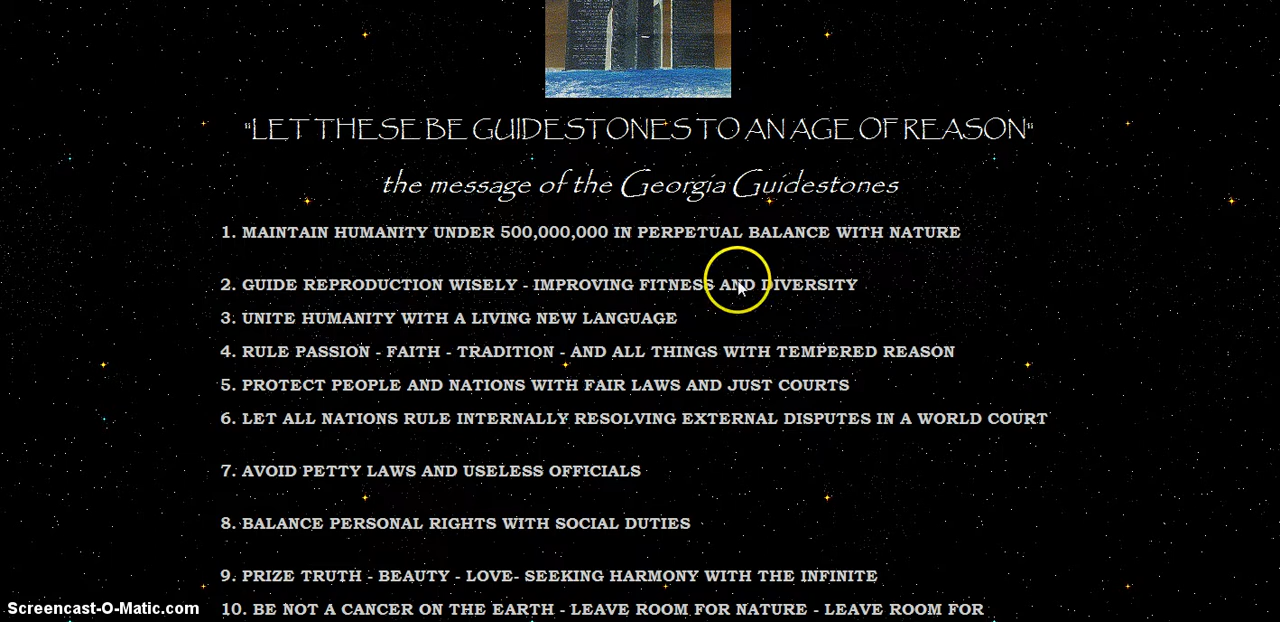 "LET THESE BE GUIDESTONES TO AN AGE OF REASON"
the message of the Georgia Guidestones
1. MAINTAIN HUMANITY UNDER 500,000,000 IN PERPETUAL BALANCE WITH NATURE
2. GUIDE REPRODUCTION WISELY - IMPROVING FITNESS AND DIVERSITY
3. UNITE HUMANITY WITH A LIVING NEW LANGUAGE
4. RULE PASSION - FAITH - TRADITION - AND ALL THINGS WITH TEMPERED REASON
5. PROTECT PEOPLE AND NATIONS WITH FAIR LAWS AND JUST COURTS
6. LET ALL NATIONS RULE INTERNALLY RESOLVING EXTERNAL DISPUTES IN A WORLD COURT
7. AVOID PETTY LAWS AND USELESS OFFICIALS
8. BALANCE PERSONAL RIGHTS WITH SOCIAL DUTIES
9. PRIZE TRUTH - BEAUTY - LOVE- SEEKING HARMONY WITH THE INFINITE
10. BE NOT A CANCER ON THE EARTH - LEAVE ROOM FOR NATURE - LEAVE ROOM FOR
Screencast-O-Matic.com